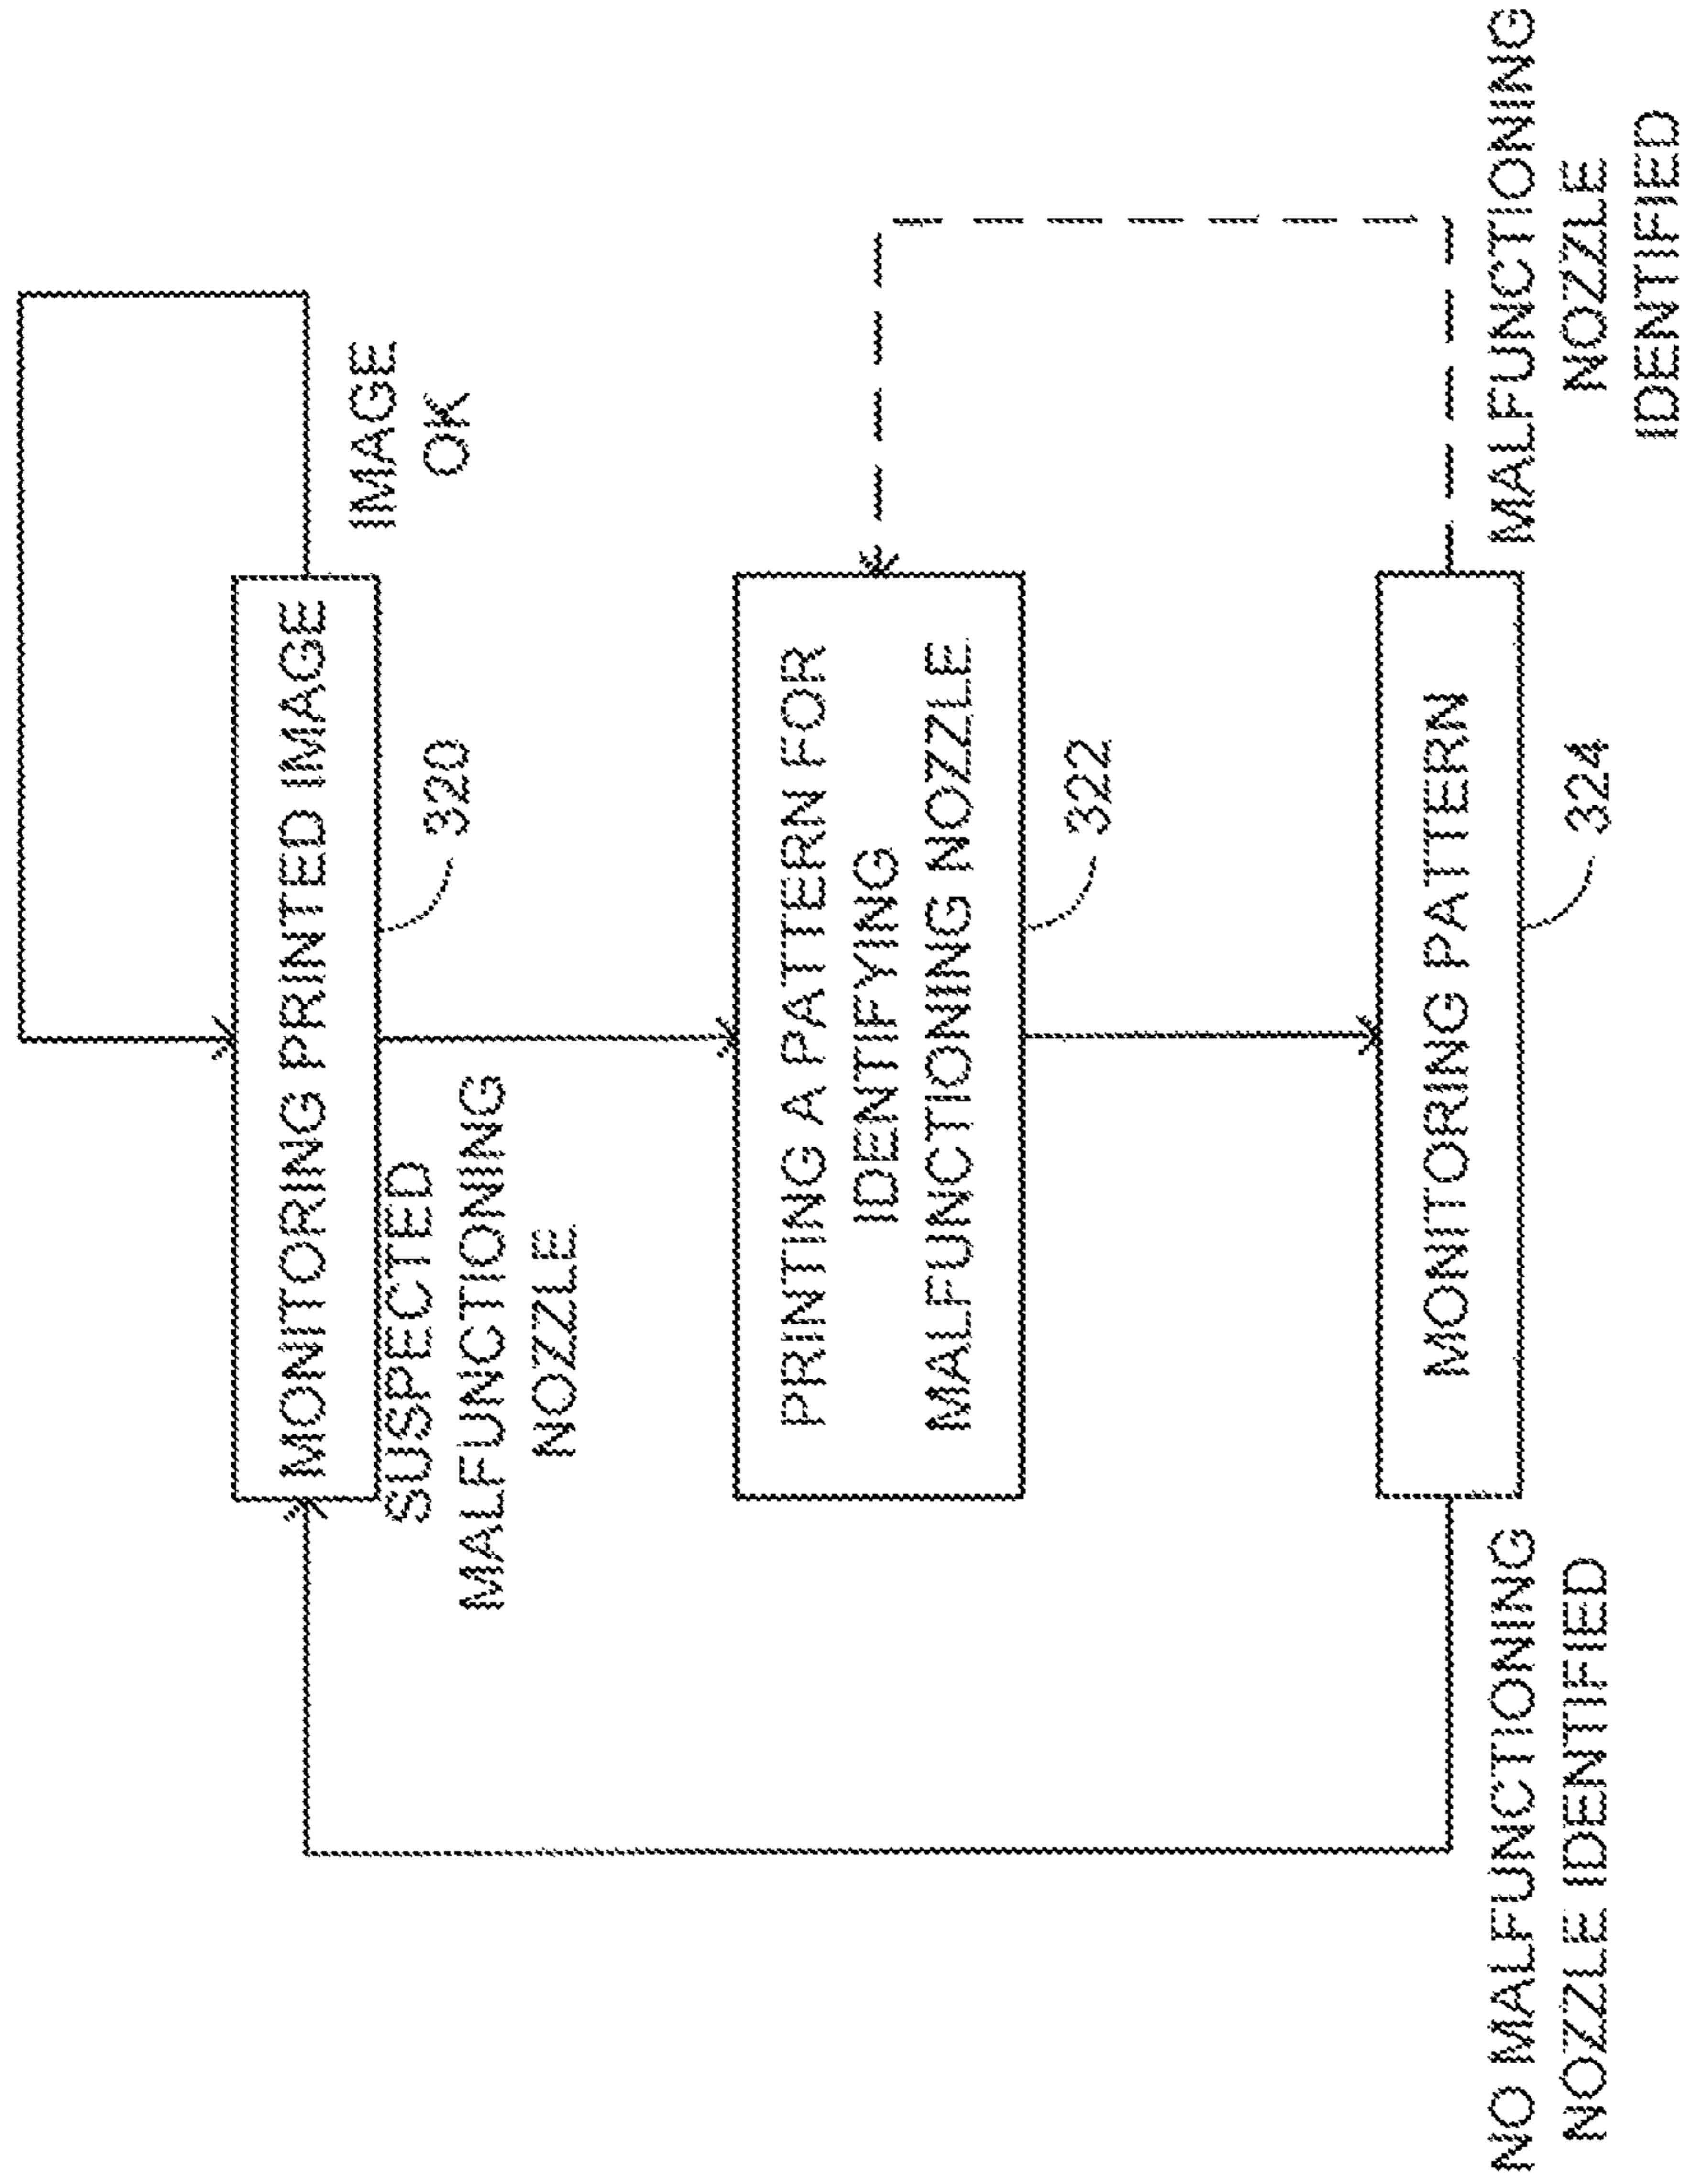 MONITORING PRINTED IMAGE
IMAGE
OK
320
SUSPECTED
MALFUNCTIONING
NOZZLE
PRINTING A PATTERN FOR
IDENTIFYING
MALFUNCTIONING NOZZLE
322
MONITORING PATTERN
324
NO MALFUNCTIONING
NOZZLE IDENTIFIED
MALFUNCTIONING
NOZZLE
IDENTIFIED